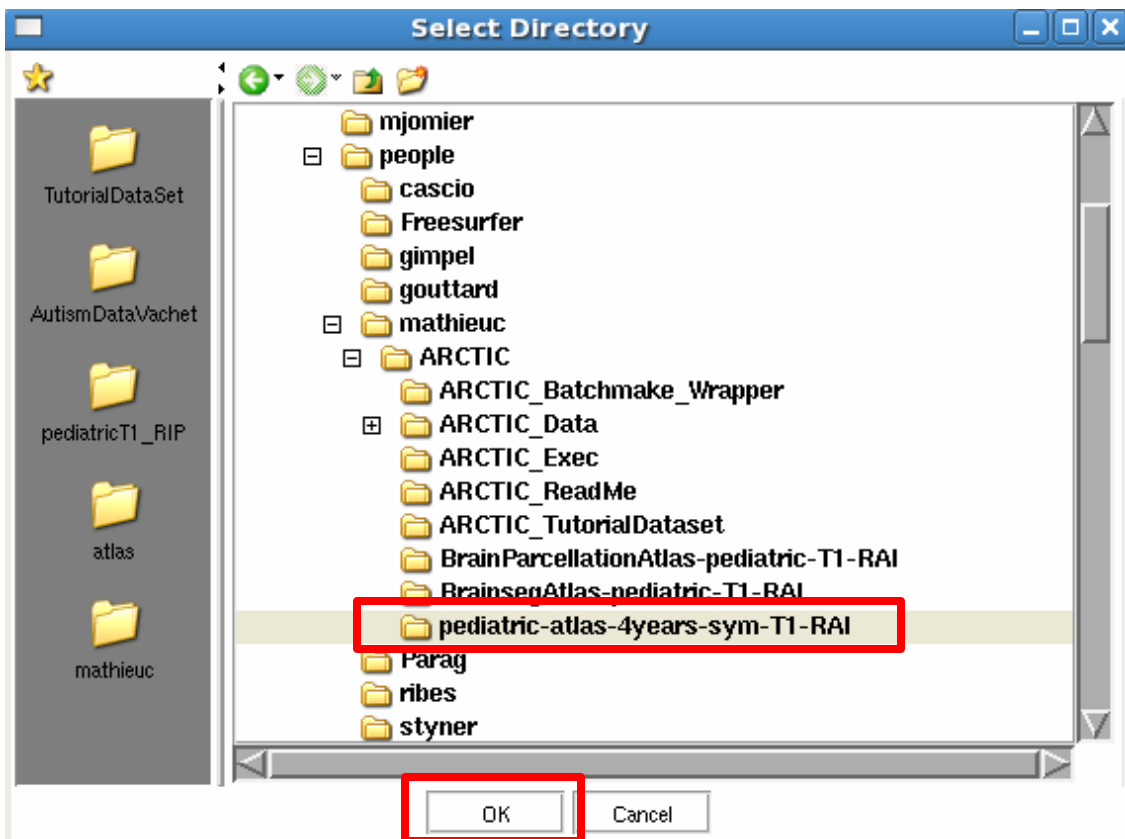 Select Directory
TutorialDataSet
AutismDataVachet
pediatricT1_RIP
atlas
mathieuc
mjomier
people
cascio
Freesurfer
gimpel
gouttard
mathieuc
ARCTIC
ARCTIC_Batchmake_Wrapper
ARCTIC_Data
ARCTIC_Exec
ARCTIC_ReadMe
ARCTIC_TutorialDataset
BrainParcellationAtlas-pediatric-T1-RAI
BrainsegAtlas-pediatric-T1-RAI
pediatric-atlas-4years-sym-T1-RAI
Parag
ribes
styner
OK Cancel